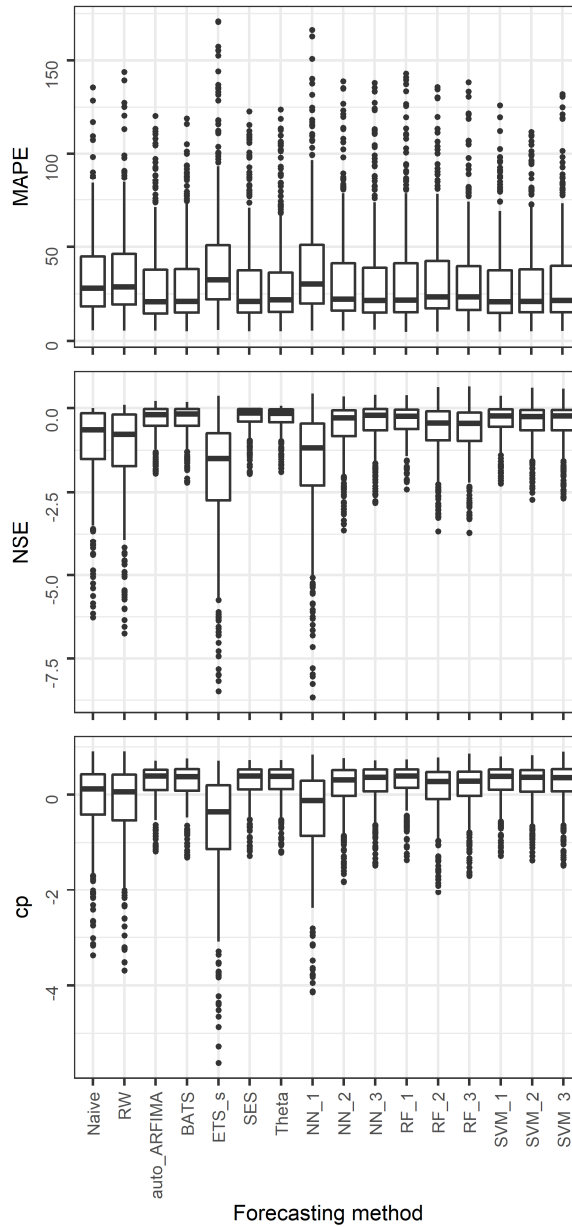 MAPE
150
100
50
0
NSE
0.0
-2.5
-5.0
-7.5
cp
0
-2
-4
Naive
RW
auto_ARFIMA
BATS
ETS_s
SES
Theta
NN_1
NN_2
NN_3
RF_1
RF_2
RF_3
SVM_1
SVM_2
SVM_3
Forecasting method